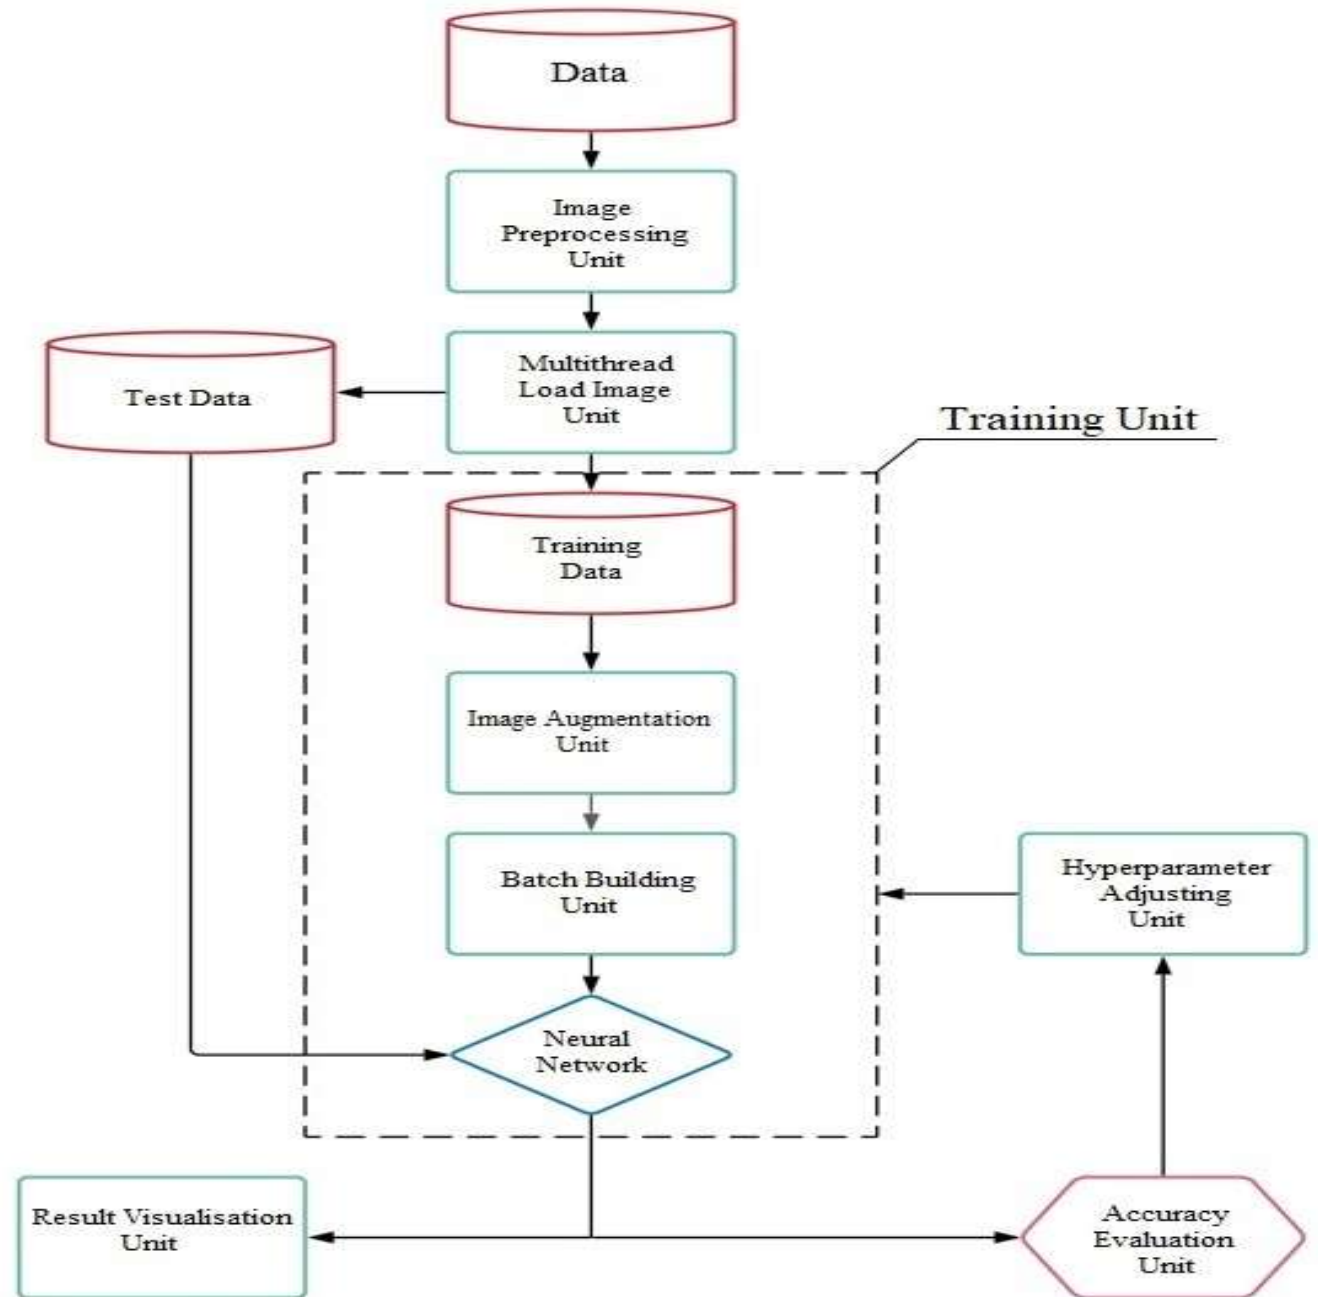 Data
Image
Preprocessing
Unit
Multithread
Load Image
Unit
Test Data
Training Unit
Training
Data
Image Augmentation
Unit
Batch Building
Unit
Hyperparameter
Adjusting
Unit
Neural
Network
Result Visualisation
Unit
Accuracy
Evaluation
Unit